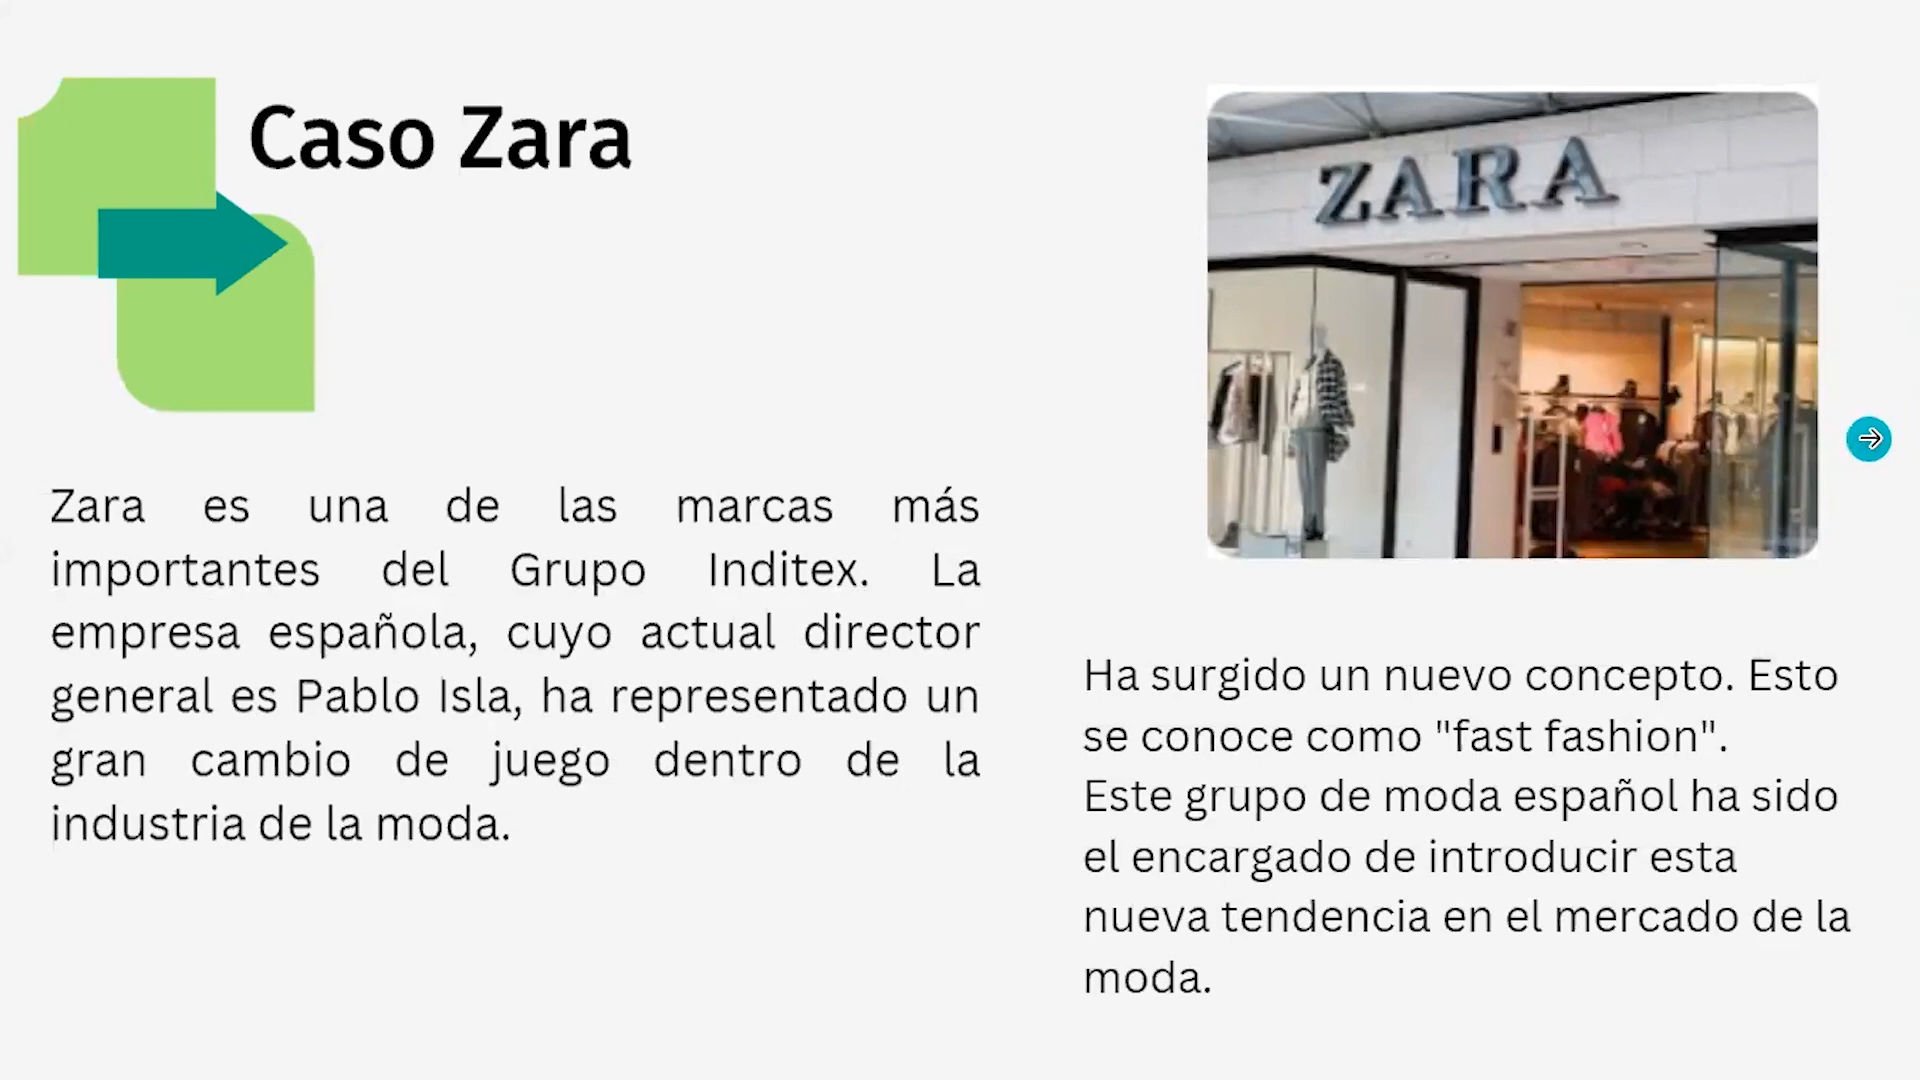 Caso Zara
ZARA
Zara es una de las marcas más
importantes del Grupo Inditex. La
empresa española, cuyo actual director
general es Pablo Isla, ha representado un
gran cambio de juego dentro de la
industria de la moda.
Ha surgido un nuevo concepto. Esto
se conoce como "fast fashion".
Este grupo de moda español ha sido
el encargado de introducir esta
nueva tendencia en el mercado de la
moda.